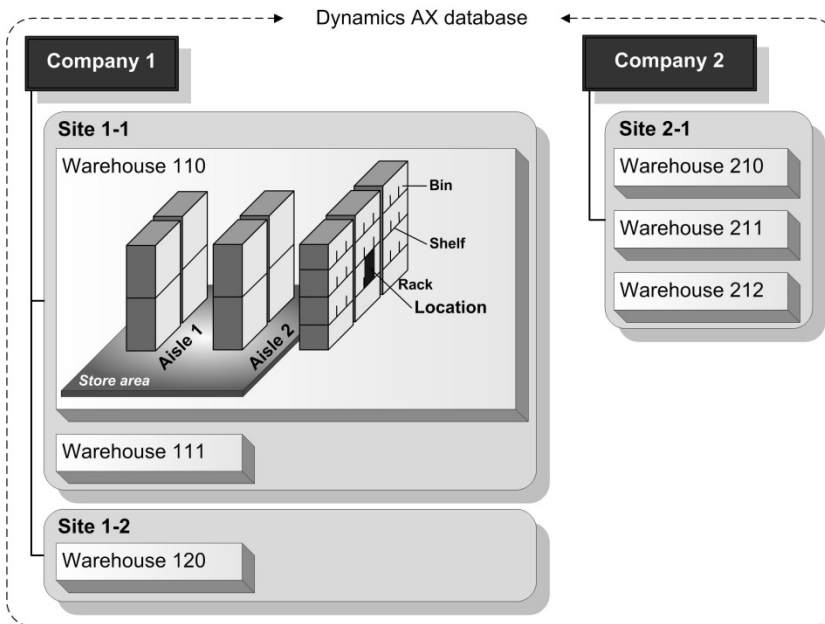 Dynamics AX database
Company 1
Company 2
Site 1-1
Warehouse 110
Bin
Shelf
Rack
Location
Aisle 1
Aisle 2
Store area
Warehouse 111
Site 1-2
Warehouse 120
Site 2-1
Warehouse 210
Warehouse 211
Warehouse 212